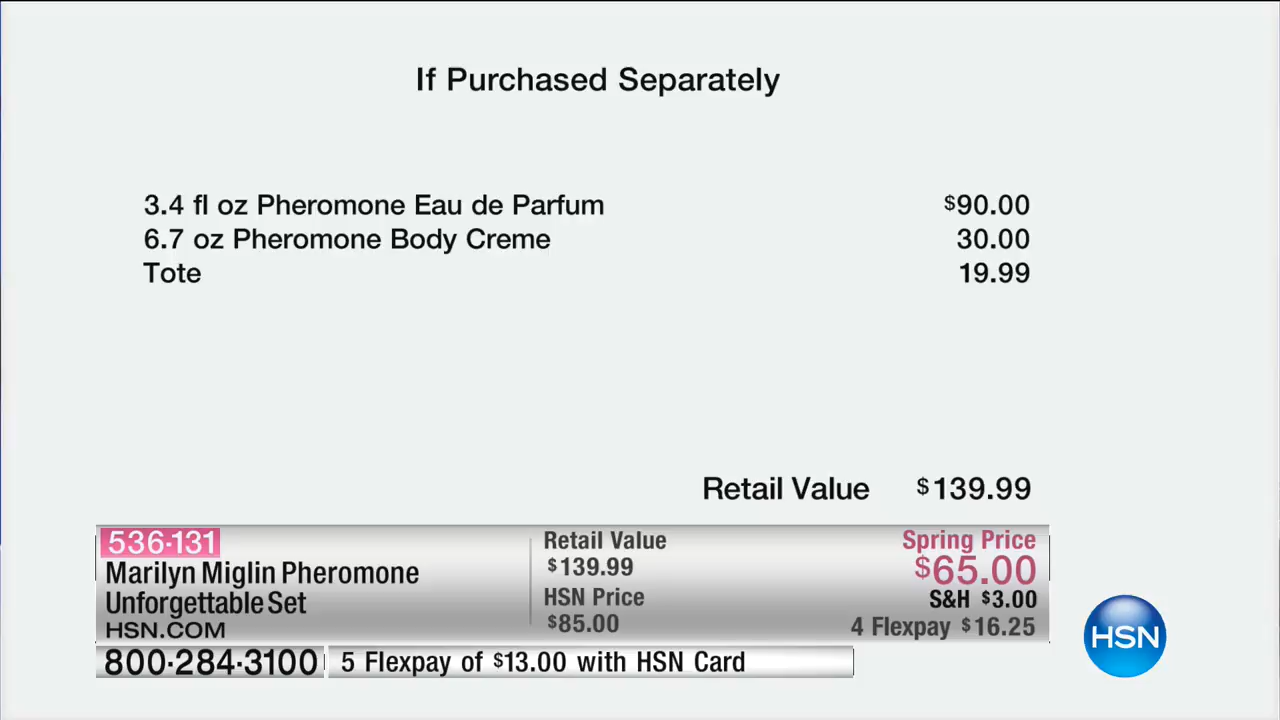 If Purchased Separately
3.4 fl oz Pheromone Eau de Parfum $90.00
6.7 oz Pheromone Body Creme 30.00
Tote 19.99
Retail Value $139.99
536-131
Marilyn Miglin Pheromone
Unforgettable Set
HSN.COM
Retail Value
$139.99
HSN Price
$85.00
Spring Price
$65.00
S&H $3.00
4 Flexpay $16.25
800-284-3100
5 Flexpay of $13.00 with HSN Card
HSN